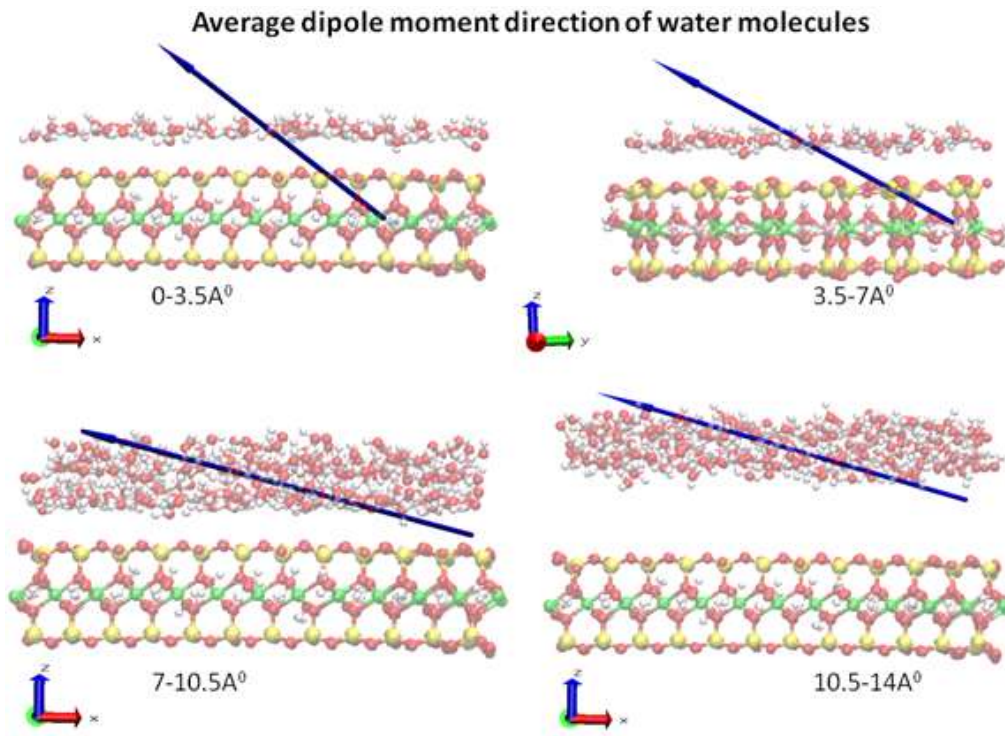 Average dipole moment direction of water molecules
0-3.5A⁰
z
x
3.5-7A⁰
z
y
7-10.5A⁰
z
x
10.5-14A⁰
z
x